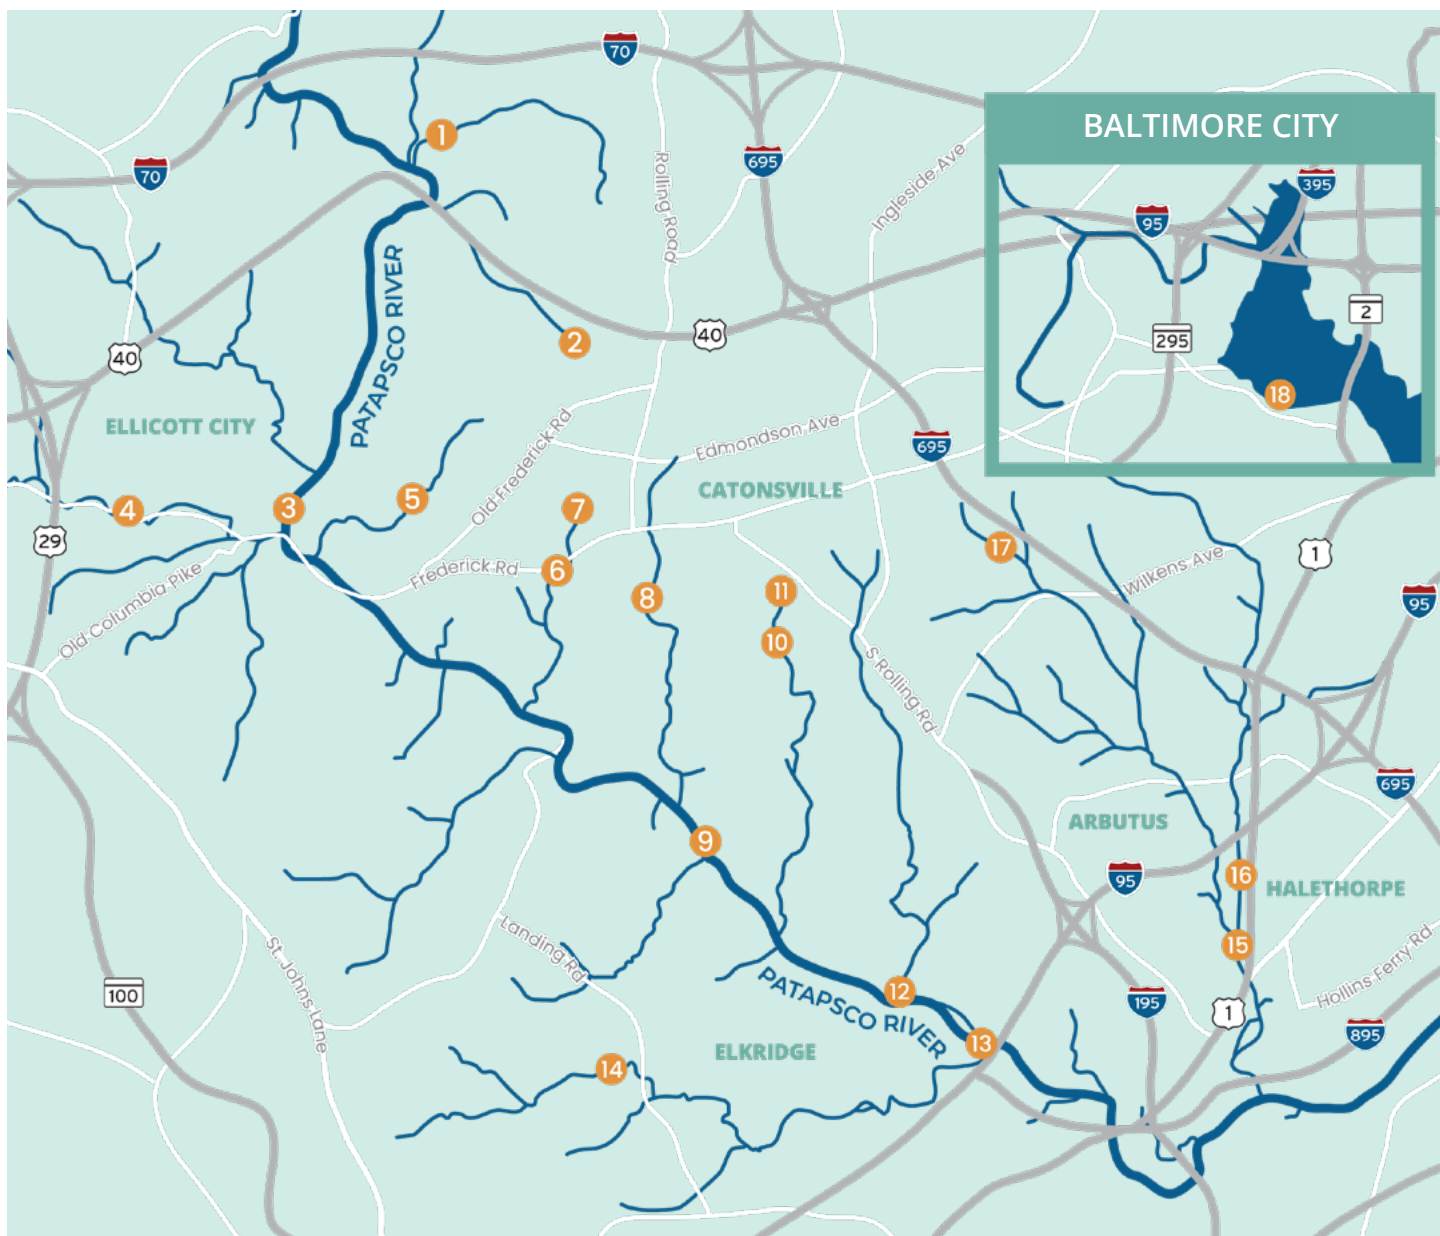 70
BALTIMORE CITY
1
695
70
Rolling Road
Ingleside Ave
395
95
PATAPSCO RIVER
2
295
40
2
40
18
ELLICOTT CITY
Old Frederick Rd
Edmondson Ave
695
CATONSVILLE
5
3
4
7
29
17
1
Frederick Rd
6
Wilkens Ave
Old Columbia Pike
8
11
95
10
S Rolling Rd
695
ARBUTUS
9
95
16
HALETHORPE
Landing Rd
15
St. Johns Lane
100
PATAPSCO RIVER
12
195
1
Hollins Ferry Rd
895
13
ELKRIDGE
14